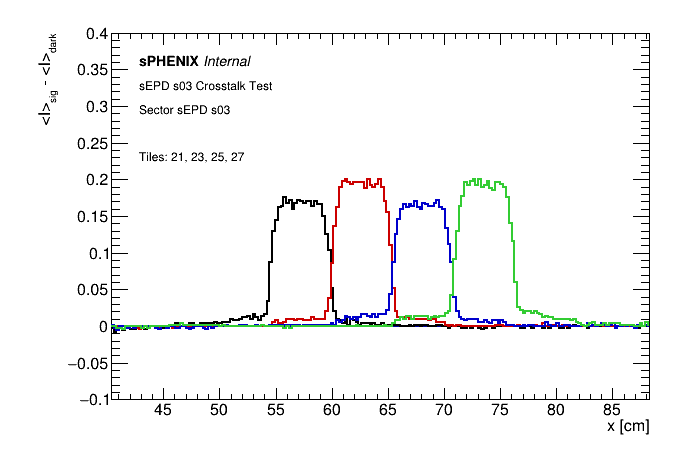 <I>sig - <I>dark
0.4
0.35
0.3
0.25
0.2
0.15
0.1
0.05
0
−0.05
−0.1
sPHENIX Internal
sEPD s03 Crosstalk Test
Sector sEPD s03
Tiles: 21, 23, 25, 27
45 50 55 60 65 70 75 80 85
x [cm]